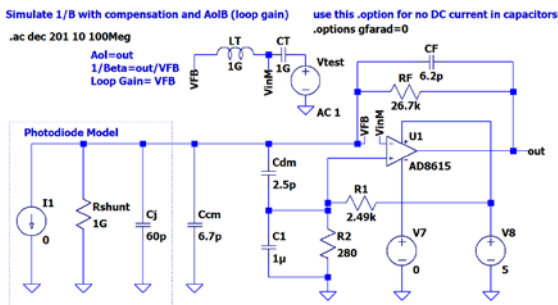 Simulate 1/B with compensation and AolB (loop gain)
use this .option for no DC current in capacitors
.ac dec 201 10 100Meg
.options gfarad=0
Aol=out
1/Beta=out/VFB
Loop Gain= VFB
LT
1G
CT
1G
VFB
VinM
Vtest
AC 1
CF
6.2p
RF
26.7k
VFB
VinM
U1
AD8615
out
Photodiode Model
I1
0
Rshunt
1G
Cj
60p
Ccm
6.7p
Cdm
2.5p
C1
1µ
R1
2.49k
R2
280
V7
0
V8
5